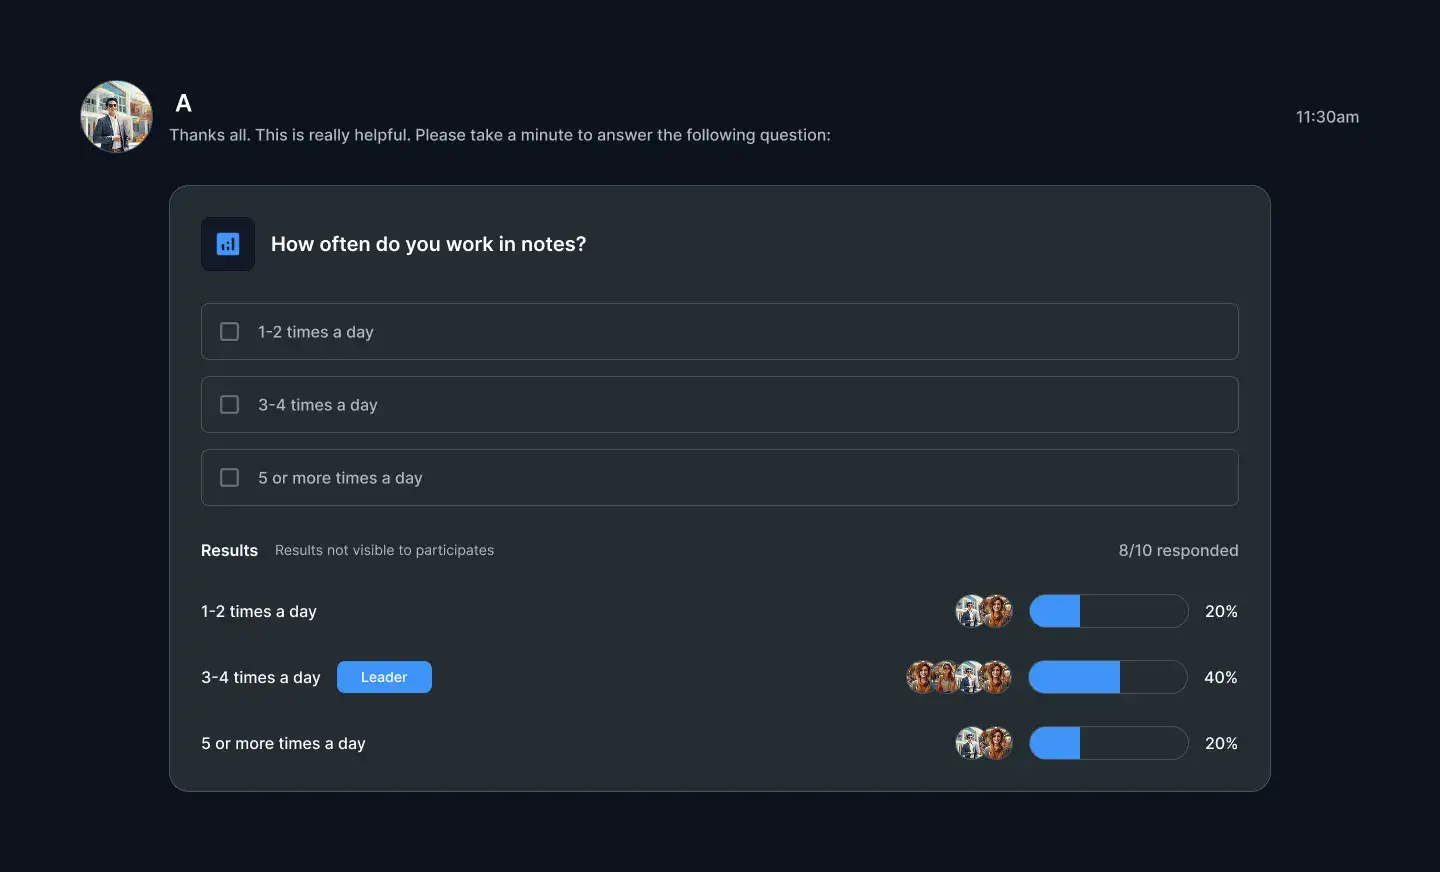 A
11:30am
Thanks all. This is really helpful. Please take a minute to answer the following question:
How often do you work in notes?
1-2 times a day
3-4 times a day
5 or more times a day
Results Results not visible to participates 8/10 responded
1-2 times a day 20%
3-4 times a day Leader 40%
5 or more times a day 20%